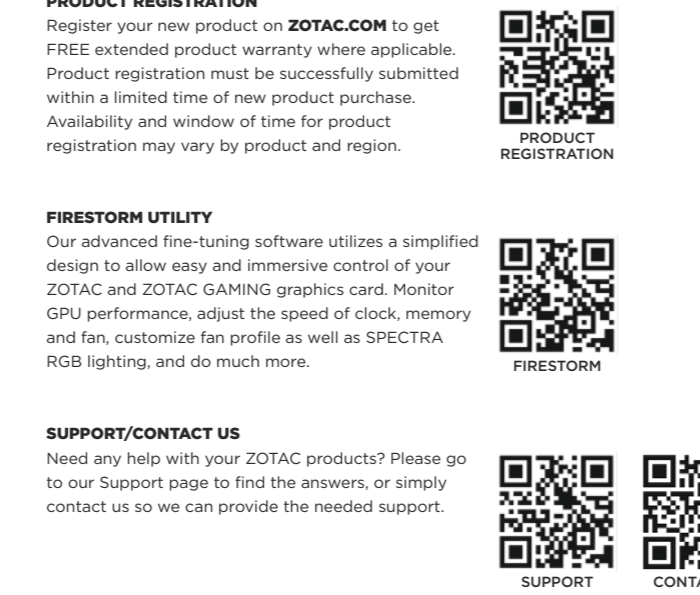 PRODUCT REGISTRATION
Register your new product on ZOTAC.COM to get
FREE extended product warranty where applicable.
Product registration must be successfully submitted
within a limited time of new product purchase.
Availability and window of time for product
registration may vary by product and region.
PRODUCT
REGISTRATION
FIRESTORM UTILITY
Our advanced fine-tuning software utilizes a simplified
design to allow easy and immersive control of your
ZOTAC and ZOTAC GAMING graphics card. Monitor
GPU performance, adjust the speed of clock, memory
and fan, customize fan profile as well as SPECTRA
RGB lighting, and do much more.
FIRESTORM
SUPPORT/CONTACT US
Need any help with your ZOTAC products? Please go
to our Support page to find the answers, or simply
contact us so we can provide the needed support.
SUPPORT